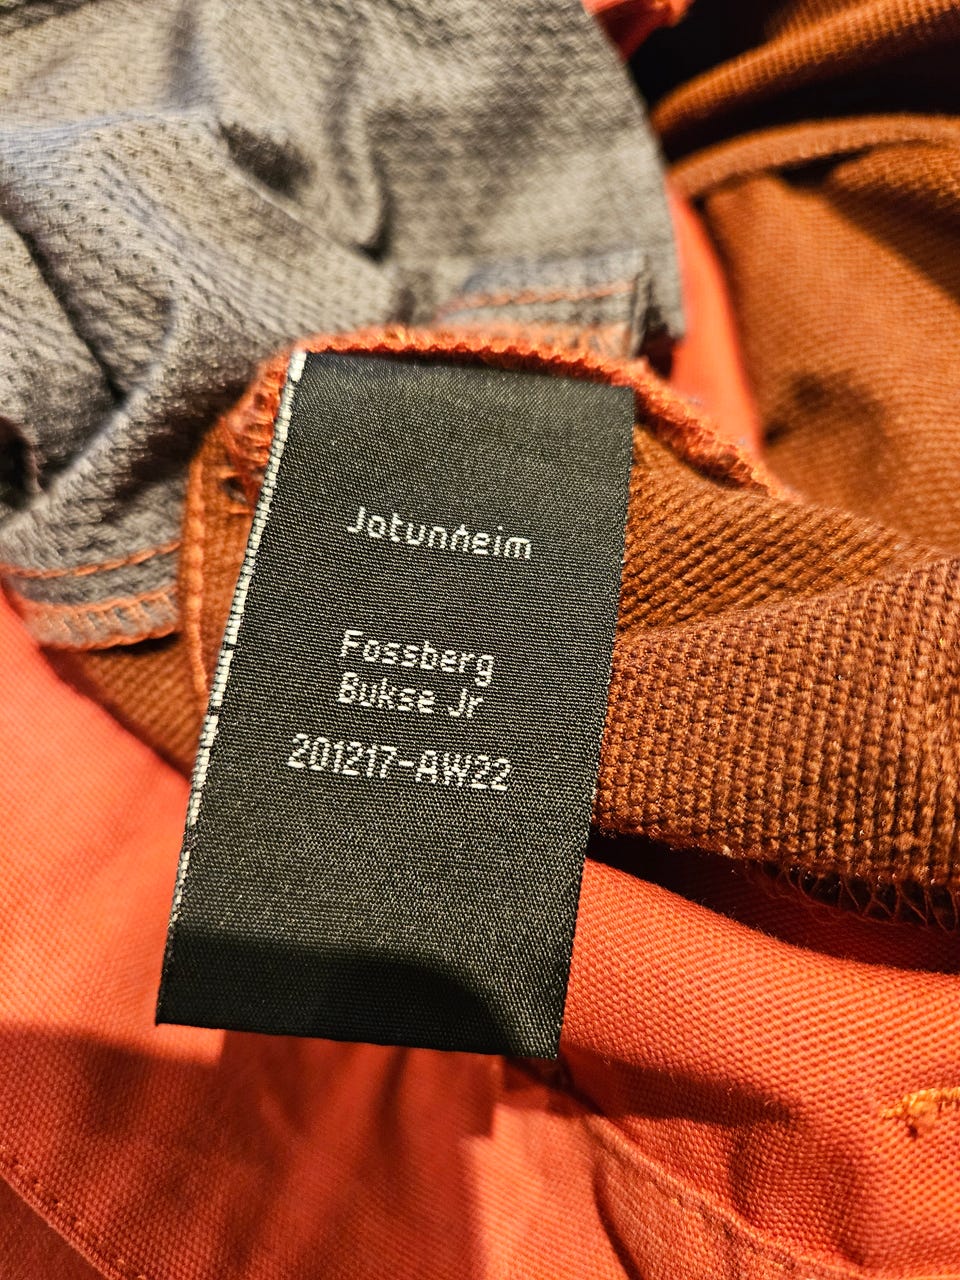 Jotunheim
Fossberg
Bukse Jr
201217-AW22